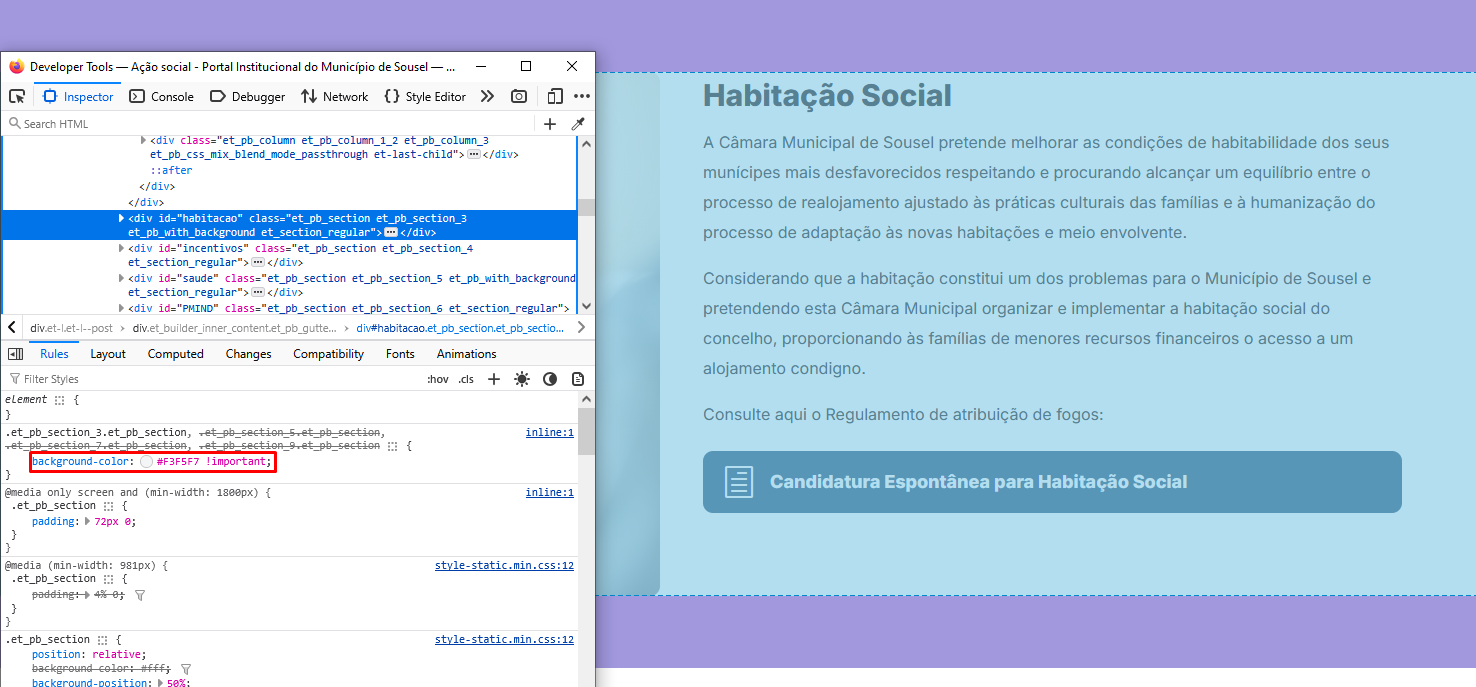 Developer Tools — Ação social - Portal Institucional do Município de Sousel — ...
Inspector Console Debugger Network Style Editor
Search HTML
<div class="et_pb_column et_pb_column_1_2 et_pb_column_3
et_pb_css_mix_blend_mode_passthrough et-last-child"> ... </div>
::after
</div>
</div>
<div id="habitacao" class="et_pb_section et_pb_section_3
et_pb_with_background et_section_regular"> ... </div>
<div id="incentivos" class="et_pb_section et_pb_section_4
et_section_regular"> ... </div>
<div id="saude" class="et_pb_section et_pb_section_5 et_pb_with_background
et_section_regular"> ... </div>
<div id="PMIND" class="et_pb_section et_pb_section_6 et_section_regular">
div.et-l.et-l--post div.et_builder_inner_content.et_pb_gutte... div#habitacao.et_pb_section.et_pb_sectio...
Rules Layout Computed Changes Compatibility Fonts Animations
Filter Styles :hov .cls
element {
}
.et_pb_section_3.et_pb_section, .et_pb_section_5.et_pb_section, inline:1
.et_pb_section_7.et_pb_section, .et_pb_section_9.et_pb_section {
background-color: #F3F5F7 !important;
}
@media only screen and (min-width: 1800px) { inline:1
.et_pb_section {
padding: 72px 0;
}
}
@media (min-width: 981px) { style-static.min.css:12
.et_pb_section {
padding: 4% 0;
}
}
.et_pb_section { style-static.min.css:12
position: relative;
background-color: #fff;
background-position: 50%;
Habitação Social
A Câmara Municipal de Sousel pretende melhorar as condições de habitabilidade dos seus
munícipes mais desfavorecidos respeitando e procurando alcançar um equilíbrio entre o
processo de realojamento ajustado às práticas culturais das famílias e à humanização do
processo de adaptação às novas habitações e meio envolvente.
Considerando que a habitação constitui um dos problemas para o Município de Sousel e
pretendendo esta Câmara Municipal organizar e implementar a habitação social do
concelho, proporcionando às famílias de menores recursos financeiros o acesso a um
alojamento condigno.
Consulte aqui o Regulamento de atribuição de fogos:
Candidatura Espontânea para Habitação Social